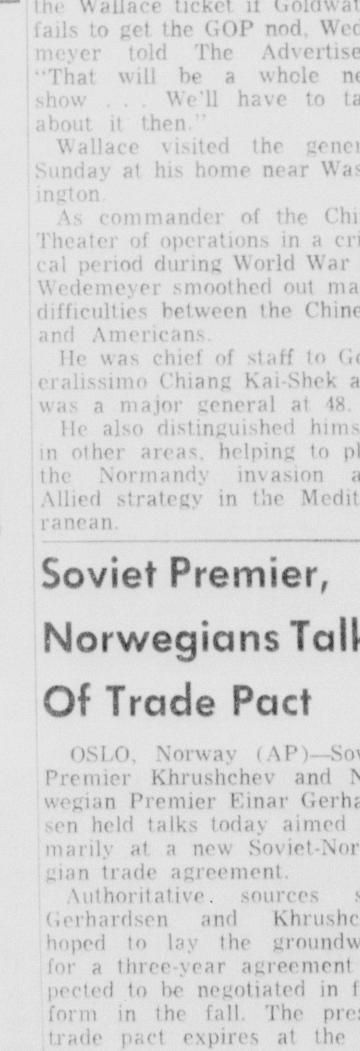 the Wallace ticket if Goldwat
fails to get the GOP nod, Wed
meyer told The Advertise
"That will be a whole ne
show . . . We'll have to ta
about it then."
Wallace visited the gener
Sunday at his home near Was
ington.
As commander of the Chi
Theater of operations in a cri
cal period during World War
Wedemeyer smoothed out ma
difficulties between the Chine
and Americans.
He was chief of staff to Ge
eralissimo Chiang Kai-Shek a
was a major general at 48.
He also distinguished hims
in other areas, helping to pl
the Normandy invasion a
Allied strategy in the Medit
ranean.
Soviet Premier,
Norwegians Talk
Of Trade Pact
OSLO, Norway (AP)—Sov
Premier Khrushchev and N
wegian Premier Einar Gerha
sen held talks today aimed
marily at a new Soviet-Nor
gian trade agreement.
Authoritative. sources s
Gerhardsen and Khrushc
hoped to lay the groundw
for a three-year agreement
pected to be negotiated in f
form in the fall. The pres
trade pact expires at the